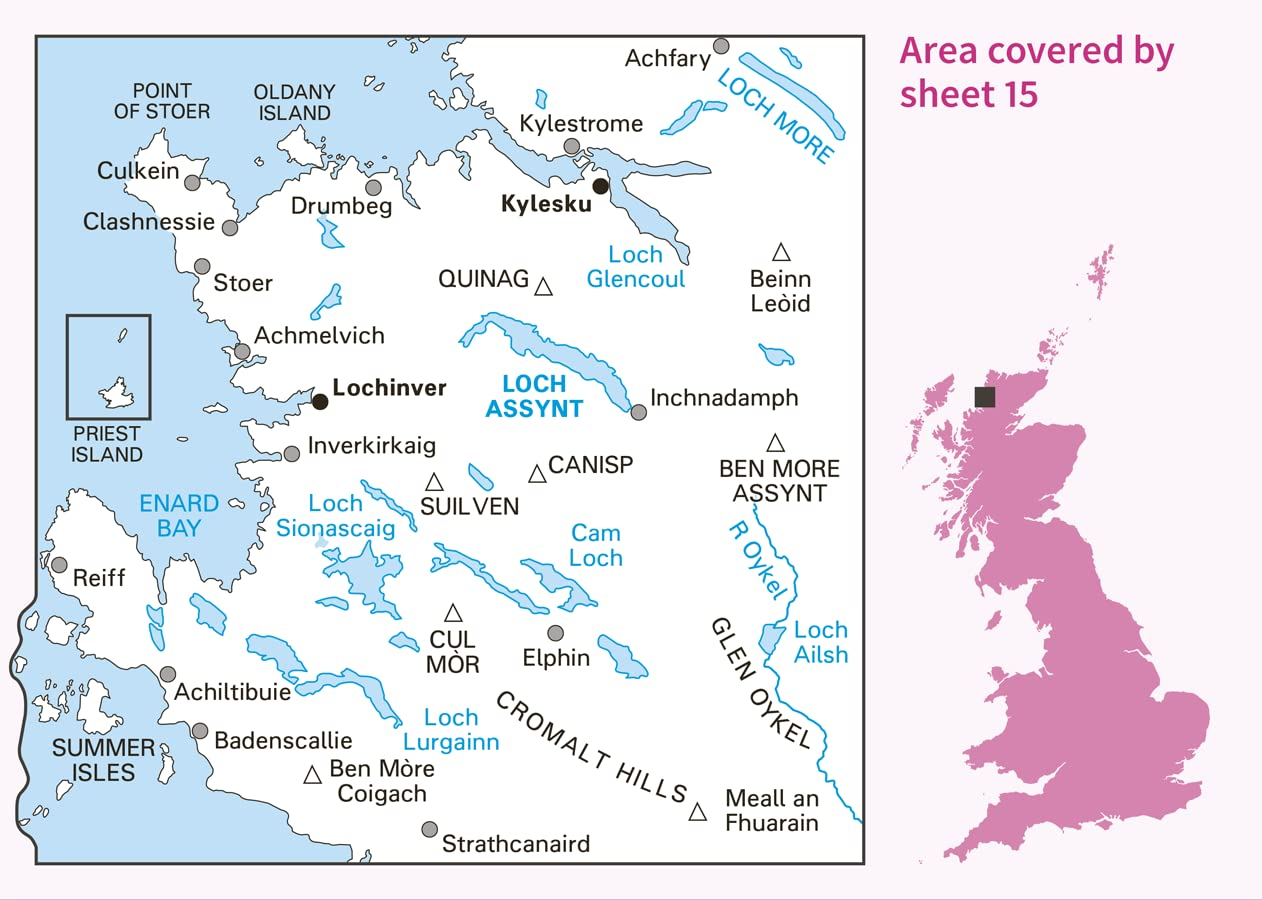 Area covered by
sheet 15
Achfary
LOCH MORE
POINT
OF STOER
OLDANY
ISLAND
Kylestrome
Culkein
Drumbeg
Kylesku
Clashnessie
Loch
Glencoul
Stoer
QUINAG
Beinn
Leòid
Achmelvich
Lochinver
LOCH
ASSYNT
Inchnadamph
PRIEST
ISLAND
Inverkirkaig
CANISP
BEN MORE
ASSYNT
SUILVEN
ENARD
BAY
Loch
Sionascaig
Cam
Loch
R Oykel
Reiff
CUL
MÒR
Elphin
Loch
Ailsh
GLEN OYKEL
Achiltibuie
CROMALT HILLS
Loch
Lurgainn
SUMMER
ISLES
Badenscallie
Ben Mòre
Coigach
Meall an
Fhuarain
Strathcanaird